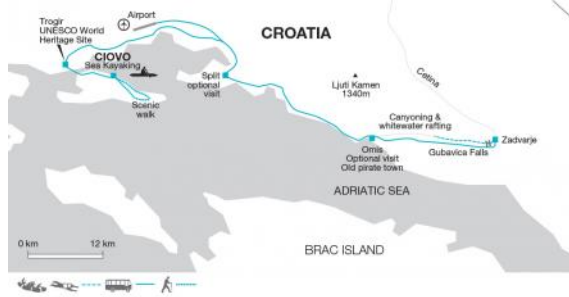 Airport
Trogir
UNESCO World
Heritage Site
CROATIA
CIOVO
Sea Kayaking
Split
optional
visit
Scenic
walk
Ljuti Kamen
1340m
Cetina
Canyoning &
whitewater rafting
Zadvarje
Gubavica Falls
Omis
Optional visit
Old pirate town
ADRIATIC SEA
0 km
12 km
BRAC ISLAND